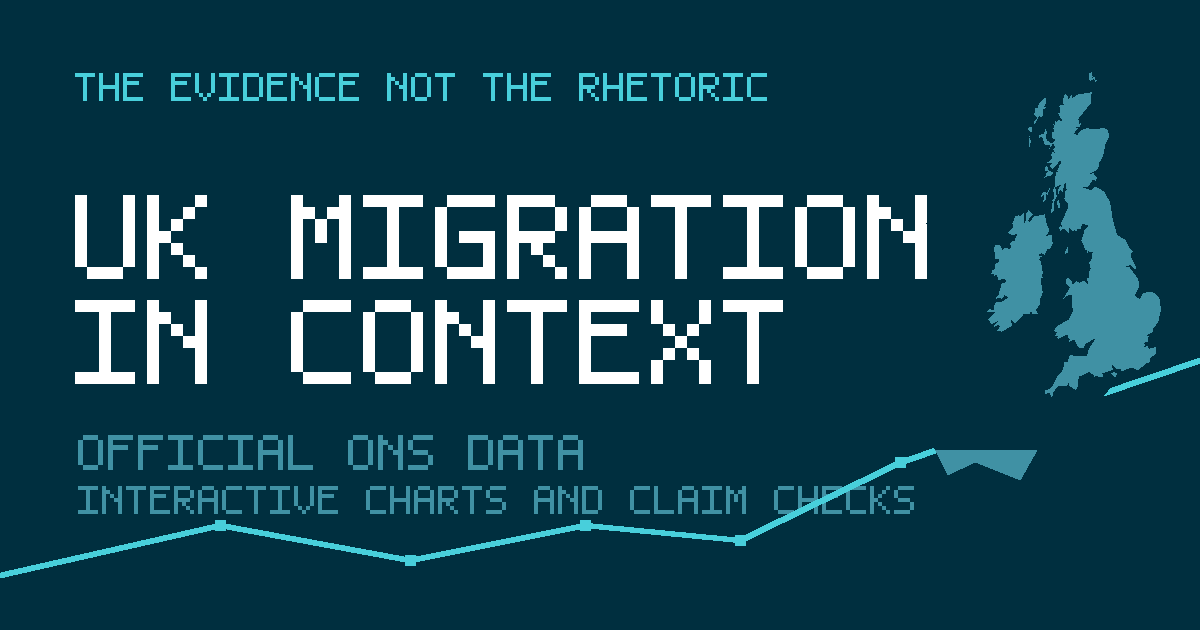 THE EVIDENCE NOT THE RHETORIC
UK MIGRATION
IN CONTEXT
OFFICIAL ONS DATA
INTERACTIVE CHARTS AND CLAIM CHECKS